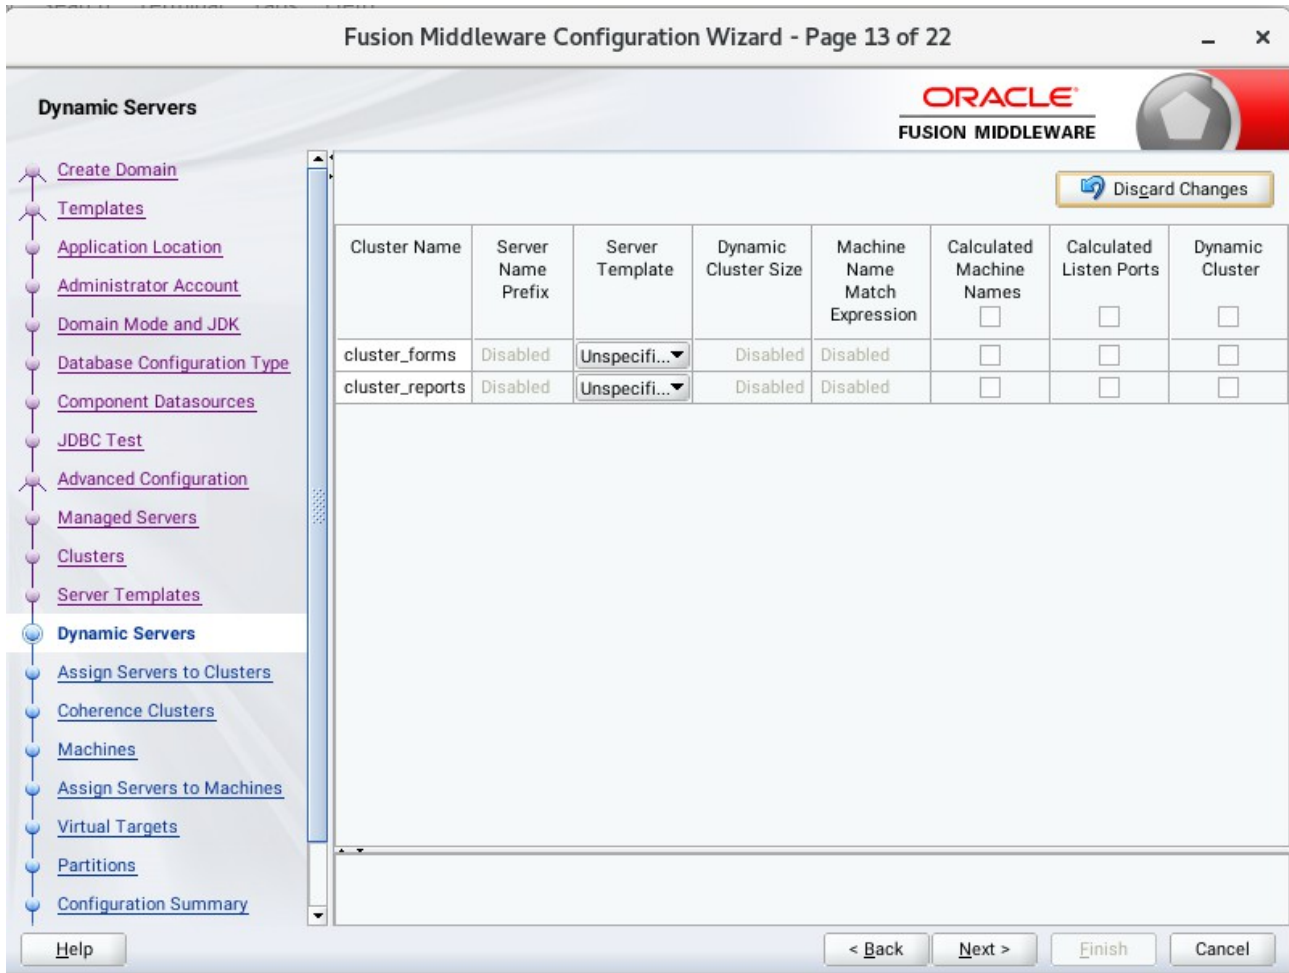 Fusion Middleware Configuration Wizard - Page 13 of 22
Dynamic Servers
ORACLE
FUSION MIDDLEWARE
Create Domain
Templates
Application Location
Administrator Account
Domain Mode and JDK
Database Configuration Type
Component Datasources
JDBC Test
Advanced Configuration
Managed Servers
Clusters
Server Templates
Dynamic Servers
Assign Servers to Clusters
Coherence Clusters
Machines
Assign Servers to Machines
Virtual Targets
Partitions
Configuration Summary
Discard Changes
Cluster Name
Server
Name
Prefix
Server
Template
Dynamic
Cluster Size
Machine
Name
Match
Expression
Calculated
Machine
Names
Calculated
Listen Ports
Dynamic
Cluster
cluster_forms Disabled Unspecifi... Disabled Disabled
cluster_reports Disabled Unspecifi... Disabled Disabled
Help < Back Next > Finish Cancel